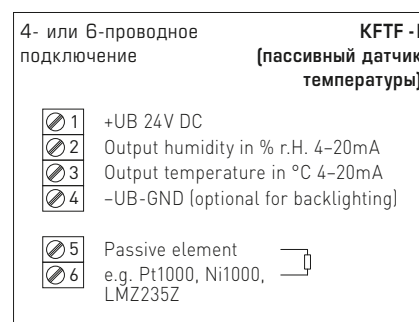 4- или 6-проводное
подключение
KFTF - I
(пассивный датчик
температуры)
1 +UB 24V DC
2 Output humidity in % r.H. 4–20mA
3 Output temperature in °C 4–20mA
4 –UB-GND (optional for backlighting)
5 Passive element
6 e.g. Pt1000, Ni1000,
LMZ235Z